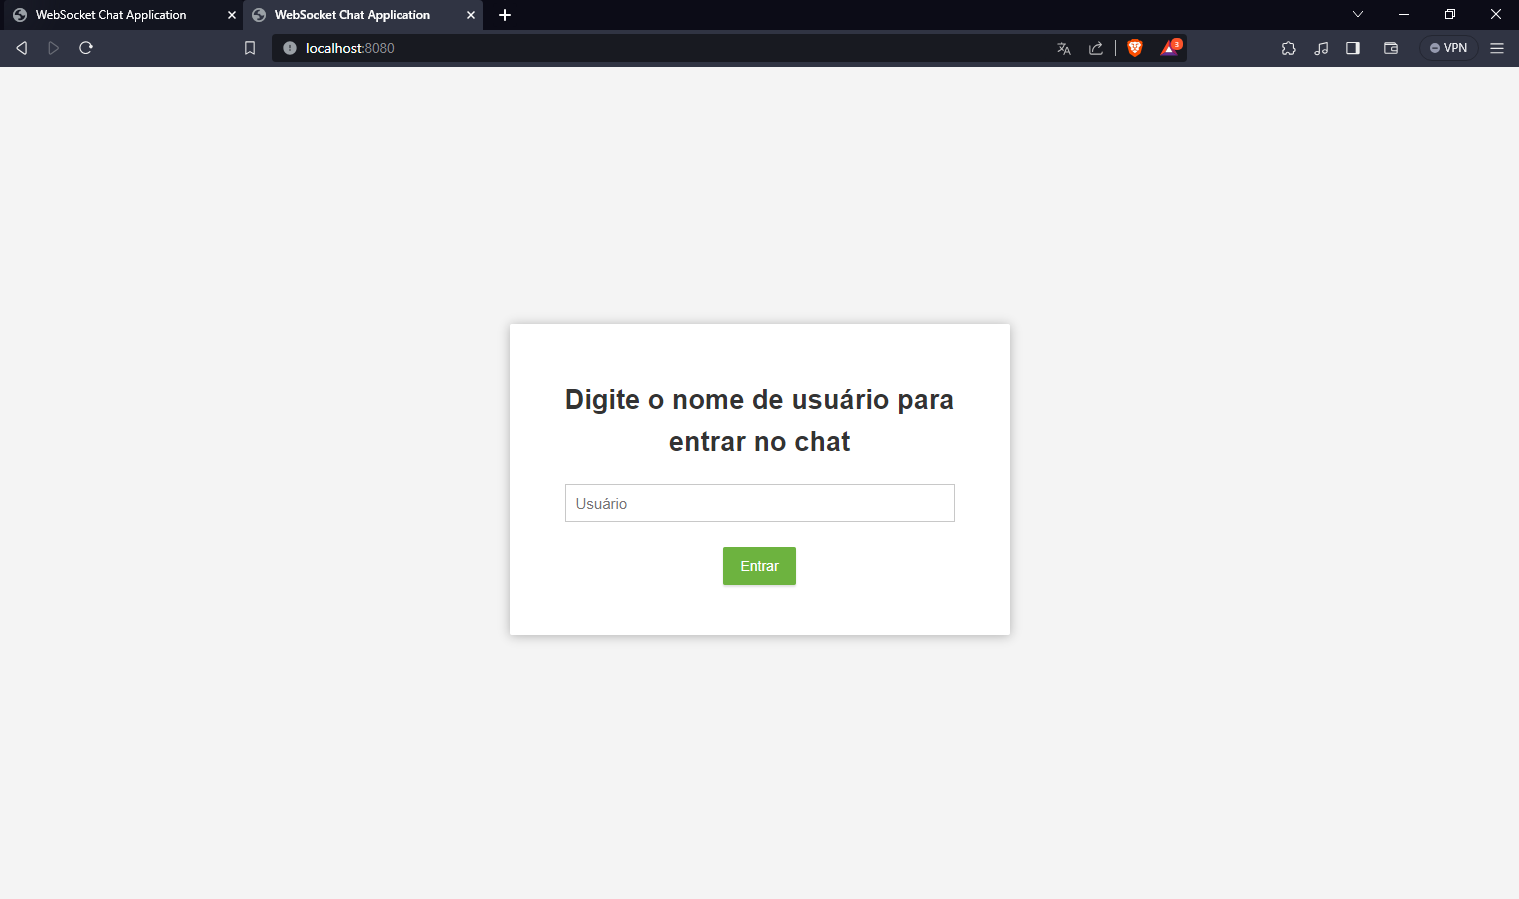 WebSocket Chat Application
WebSocket Chat Application
localhost:8080
3
VPN
Digite o nome de usuário para
entrar no chat
Usuário
Entrar